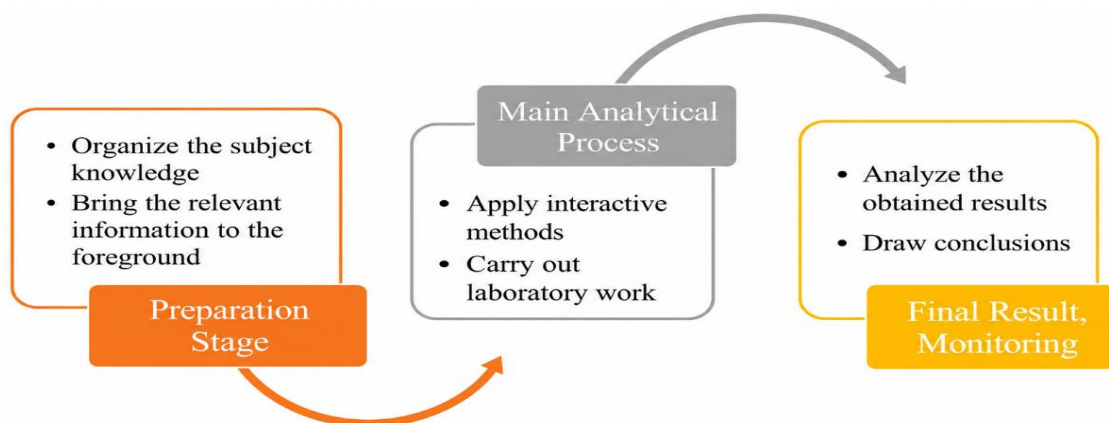 • Organize the subject
knowledge
• Bring the relevant
information to the
foreground
Preparation
Stage
Main Analytical
Process
• Apply interactive
methods
• Carry out
laboratory work
• Analyze the
obtained results
• Draw conclusions
Final Result,
Monitoring